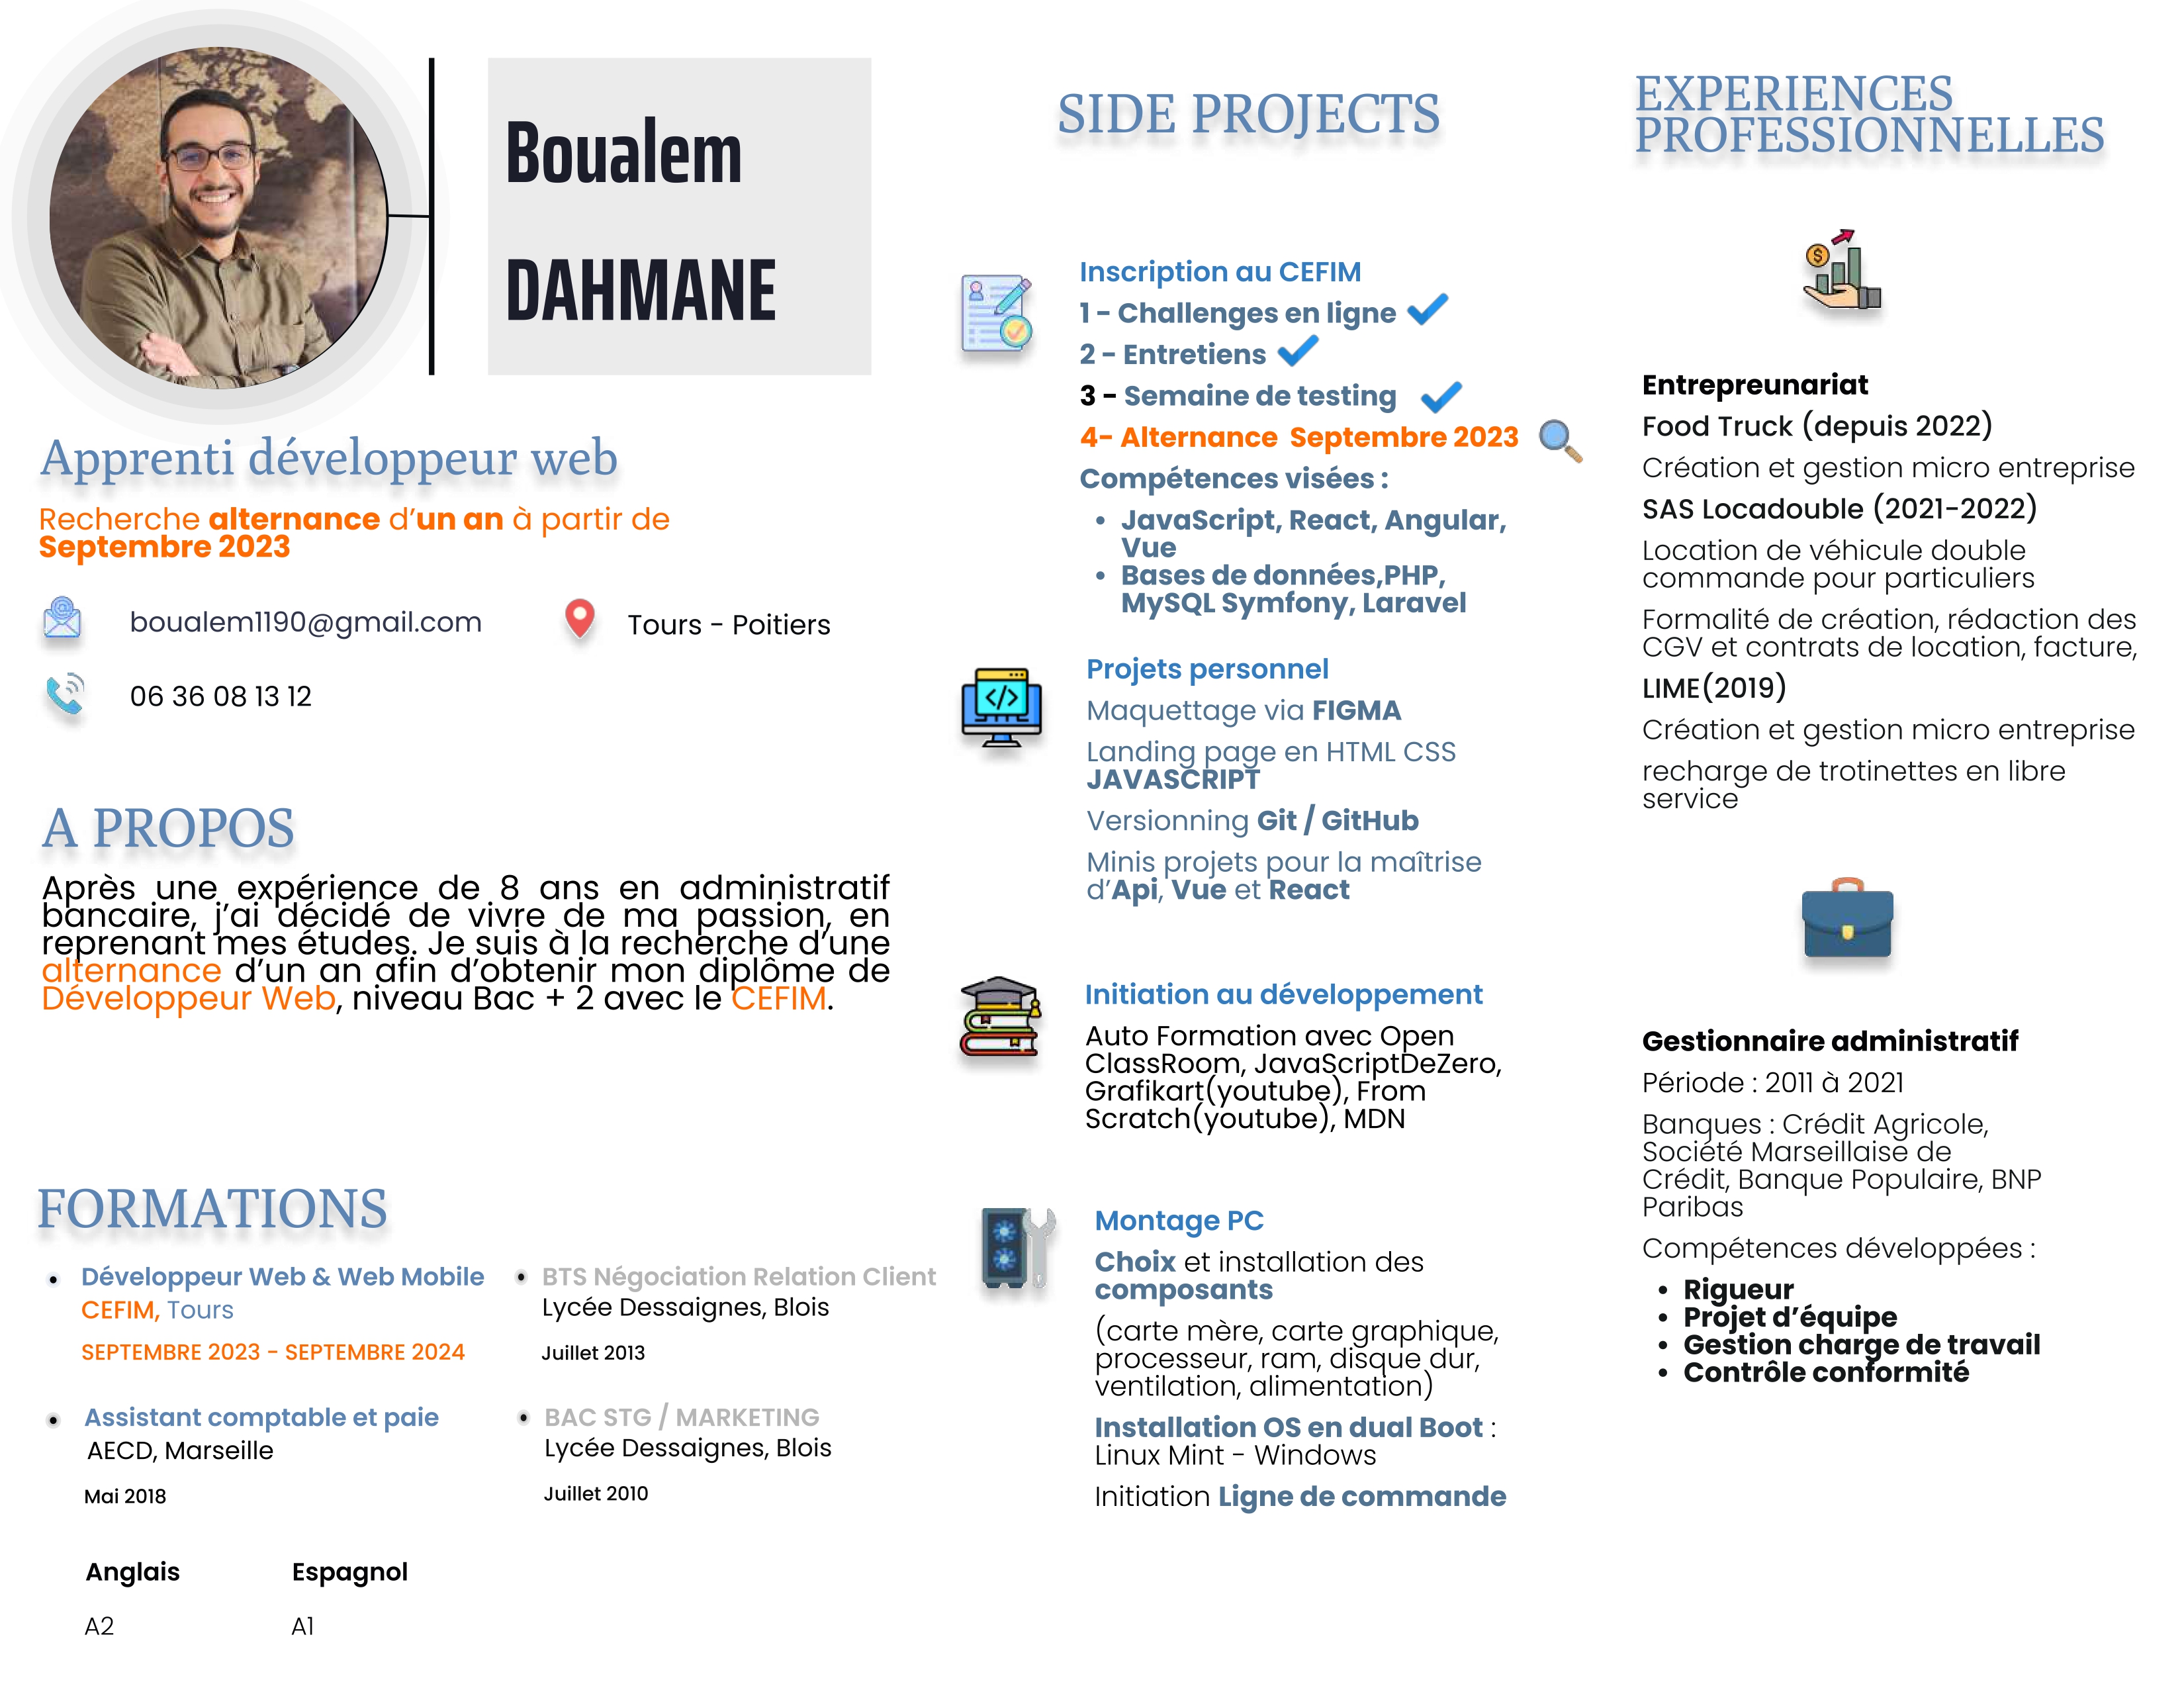 Boualem
DAHMANE
Apprenti développeur web
Recherche alternance d'un an à partir de
Septembre 2023
boualem1190@gmail.com
Tours - Poitiers
06 36 08 13 12
A PROPOS
Après une expérience de 8 ans en administratif
bancaire, j'ai décidé de vivre de ma passion, en
reprenant mes études. Je suis à la recherche d'une
alternance d'un an afin d'obtenir mon diplôme de
Développeur Web, niveau Bac + 2 avec le CEFIM.
FORMATIONS
Développeur Web & Web Mobile
CEFIM, Tours
SEPTEMBRE 2023 - SEPTEMBRE 2024
BTS Négociation Relation Client
Lycée Dessaignes, Blois
Juillet 2013
Assistant comptable et paie
AECD, Marseille
Mai 2018
BAC STG / MARKETING
Lycée Dessaignes, Blois
Juillet 2010
Anglais
A2
Espagnol
A1
SIDE PROJECTS
Inscription au CEFIM
1 - Challenges en ligne
2 - Entretiens
3 - Semaine de testing
4- Alternance Septembre 2023
Compétences visées :
• JavaScript, React, Angular,
Vue
• Bases de données,PHP,
MySQL Symfony, Laravel
Projets personnel
Maquettage via FIGMA
Landing page en HTML CSS
JAVASCRIPT
Versionning Git / GitHub
Minis projets pour la maîtrise
d'Api, Vue et React
Initiation au développement
Auto Formation avec Open
ClassRoom, JavaScriptDeZero,
Grafikart(youtube), From
Scratch(youtube), MDN
Montage PC
Choix et installation des
composants
(carte mère, carte graphique,
processeur, ram, disque dur,
ventilation, alimentation)
Installation OS en dual Boot :
Linux Mint - Windows
Initiation Ligne de commande
EXPERIENCES
PROFESSIONNELLES
Entrepreunariat
Food Truck (depuis 2022)
Création et gestion micro entreprise
SAS Locadouble (2021-2022)
Location de véhicule double
commande pour particuliers
Formalité de création, rédaction des
CGV et contrats de location, facture,
LIME(2019)
Création et gestion micro entreprise
recharge de trotinettes en libre
service
Gestionnaire administratif
Période : 2011 à 2021
Banques : Crédit Agricole,
Société Marseillaise de
Crédit, Banque Populaire, BNP
Paribas
Compétences développées :
• Rigueur
• Projet d'équipe
• Gestion charge de travail
• Contrôle conformité